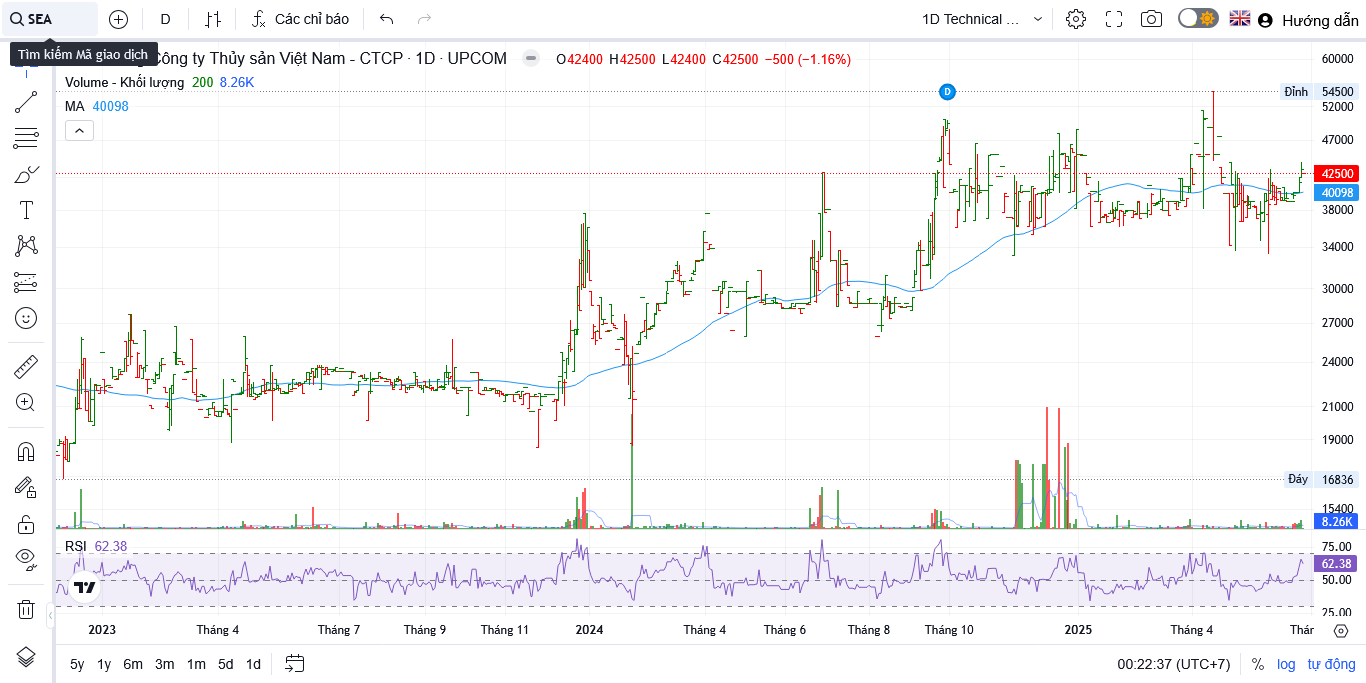 SEA D Các chỉ báo 1D Technical ... Hướng dẫn
Tìm kiếm Mã giao dịch
Công ty Thủy sản Việt Nam - CTCP · 1D · UPCOM O42400 H42500 L42400 C42500 −500 (−1.16%)
Volume - Khối lượng 200 8.26K
MA 40098
60000
D
Đỉnh 54500
52000
47000
42500
40098
38000
34000
30000
27000
24000
21000
19000
Đáy 16836
15400
8.26K
RSI 62.38
75.00
62.38
50.00
25.00
2023 Tháng 4 Tháng 7 Tháng 9 Tháng 11 2024 Tháng 4 Tháng 6 Tháng 8 Tháng 10 2025 Tháng 4 Thár
5y 1y 6m 3m 1m 5d 1d 00:22:37 (UTC+7) % log tự động